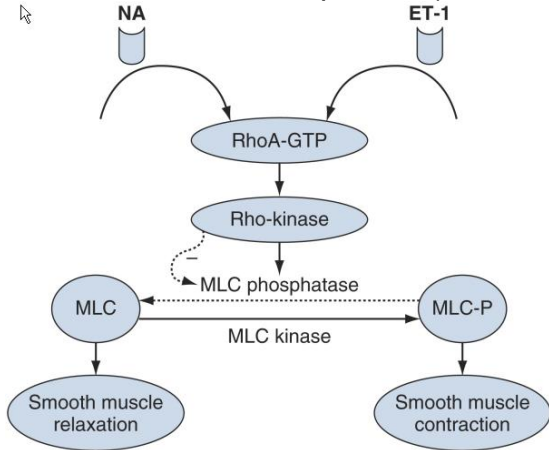 NA
ET-1
RhoA-GTP
Rho-kinase
–
MLC phosphatase
MLC
MLC-P
MLC kinase
Smooth muscle
relaxation
Smooth muscle
contraction